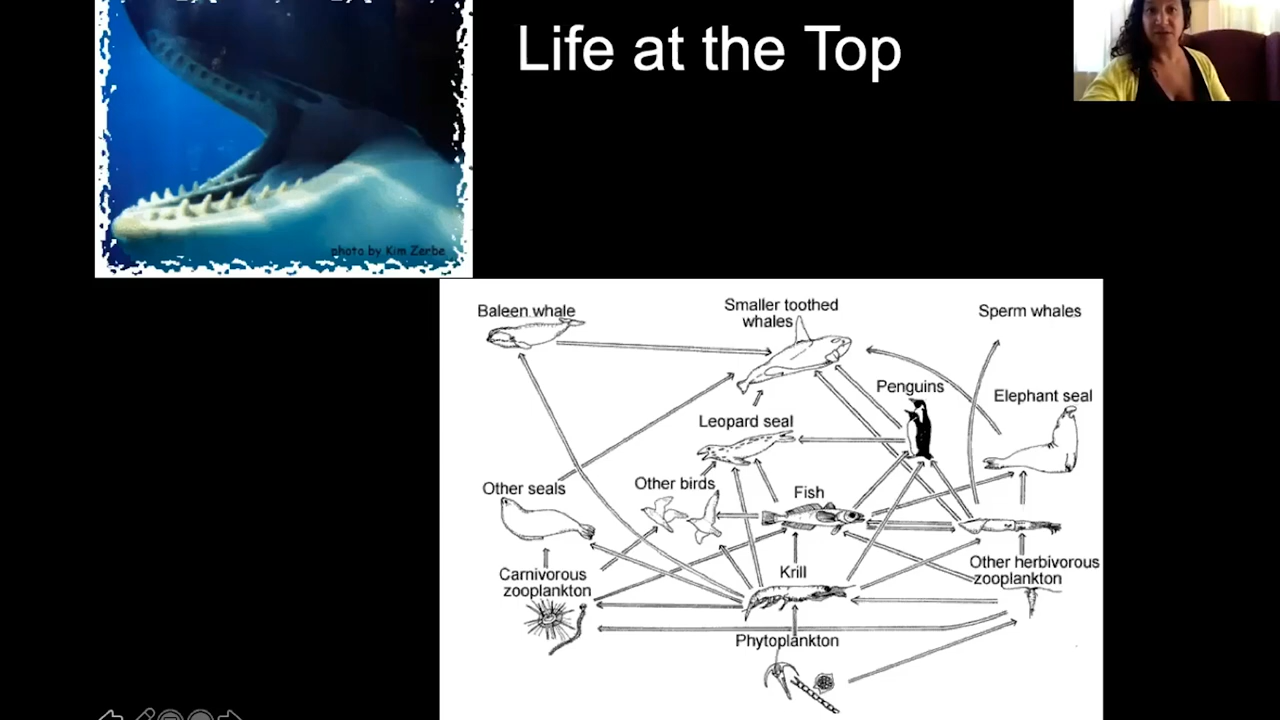 Life at the Top
photo by Kim Zerbe
Baleen whale
Smaller toothed
whales
Sperm whales
Penguins
Elephant seal
Leopard seal
Other seals
Other birds
Fish
Carnivorous
zooplankton
Krill
Other herbivorous
zooplankton
Phytoplankton